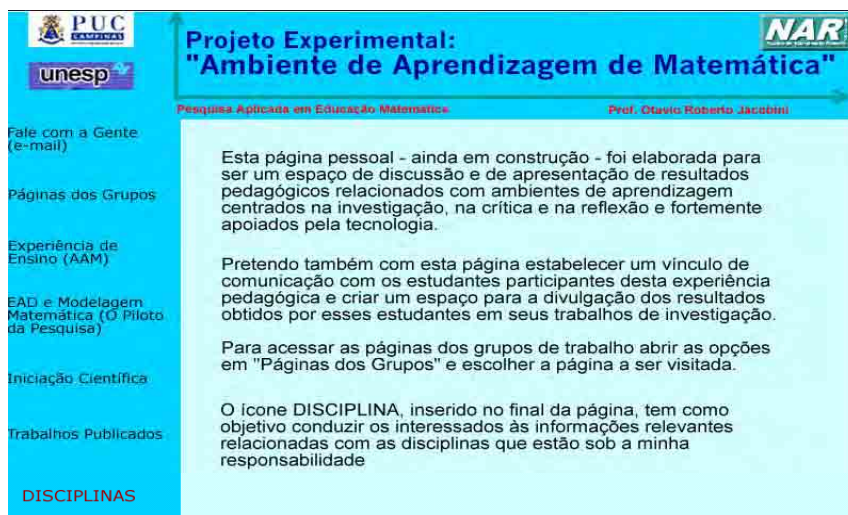 PUC
CAMPINAS
unesp
Projeto Experimental:
"Ambiente de Aprendizagem de Matemática"
NAR
Pesquisa Aplicada em Educação Matemática
Prof. Otavio Roberto Jacobini
Fale com a Gente
(e-mail)
Páginas dos Grupos
Experiência de
Ensino (AAM)
EAD e Modelagem
Matemática (O Piloto
da Pesquisa)
Iniciação Científica
Trabalhos Publicados
DISCIPLINAS
Esta página pessoal - ainda em construção - foi elaborada para
ser um espaço de discussão e de apresentação de resultados
pedagógicos relacionados com ambientes de aprendizagem
centrados na investigação, na crítica e na reflexão e fortemente
apoiados pela tecnologia.
Pretendo também com esta página estabelecer um vínculo de
comunicação com os estudantes participantes desta experiência
pedagógica e criar um espaço para a divulgação dos resultados
obtidos por esses estudantes em seus trabalhos de investigação.
Para acessar as páginas dos grupos de trabalho abrir as opções
em "Páginas dos Grupos" e escolher a página a ser visitada.
O ícone DISCIPLINA, inserido no final da página, tem como
objetivo conduzir os interessados às informações relevantes
relacionadas com as disciplinas que estão sob a minha
responsabilidade